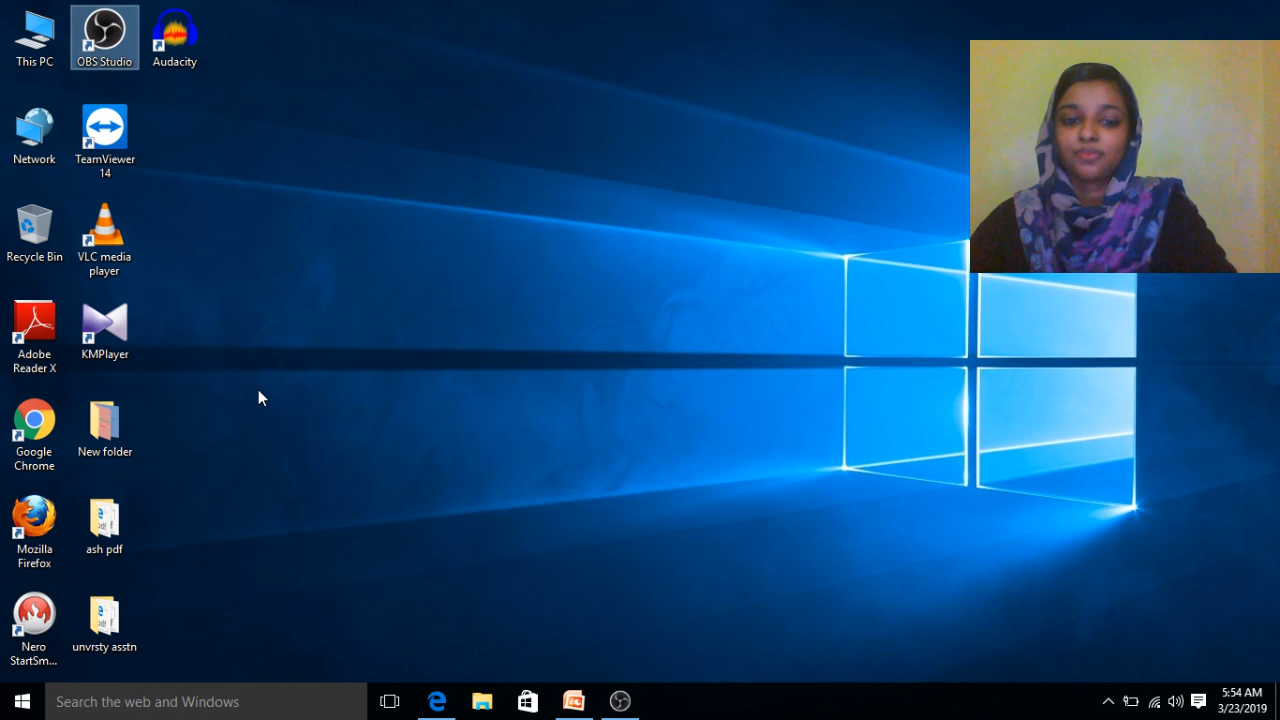 This PC
OBS Studio
Audacity
Network
TeamViewer
14
Recycle Bin
VLC media
player
Adobe
Reader X
KMPlayer
Google
Chrome
New folder
Mozilla
Firefox
ash pdf
Nero
StartSm...
unvrsty asstn
Search the web and Windows
5:54 AM
3/23/2019